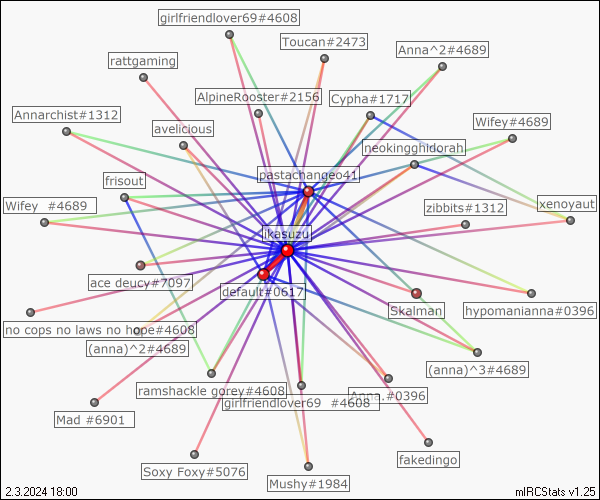 girlfriendlover69#4608
Toucan#2473
Anna^2#4689
rattgaming
AlpineRooster#2156
Cypha#1717
Annarchist#1312
avelicious
Wifey#4689
neokingghidorah
pastachangeo41
frisout
Wifey  #4689
zibbits#1312
xenoyaut
ikasuzu
ace deucy#7097
default#0617
Skalman
hypomanianna#0396
no cops no laws no hope#4608
(anna)^2#4689
(anna)^3#4689
ramshackle gorey#4608
Anna.#0396
girlfriendlover69  #4608
Mad #6901
fakedingo
Soxy Foxy#5076
Mushy#1984
2.3.2024 18:00
mIRCStats v1.25